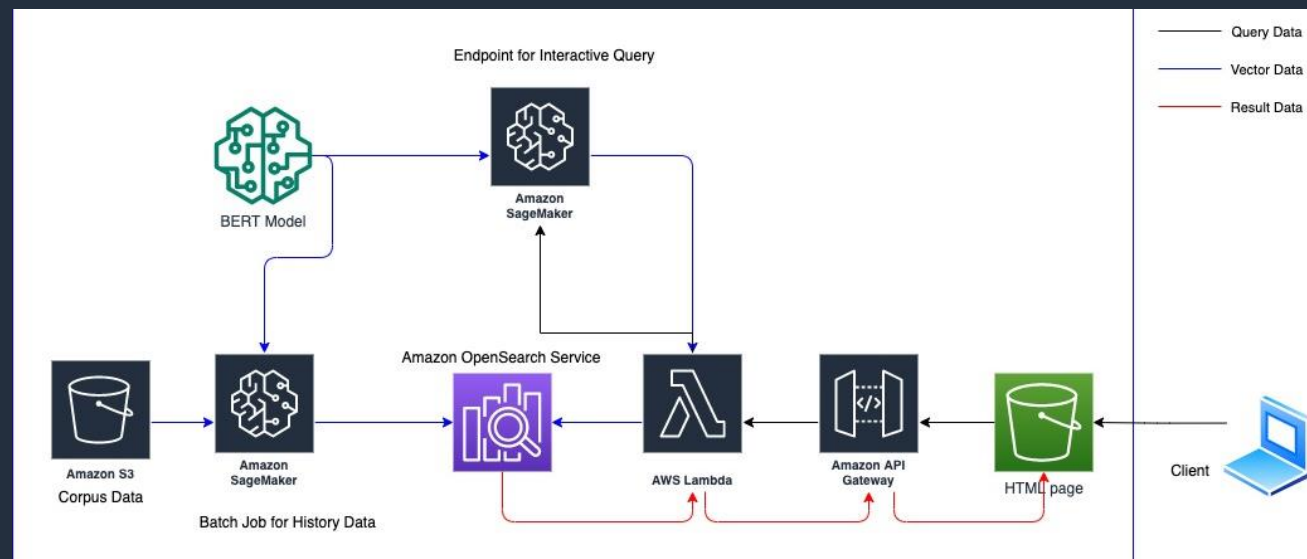 Query Data
Endpoint for Interactive Query
Vector Data
Result Data
Amazon
SageMaker
BERT Model
Amazon OpenSearch Service
</>
Amazon S3
Corpus Data
Amazon
SageMaker
AWS Lambda
Amazon API
Gateway
HTML page
Client
Batch Job for History Data